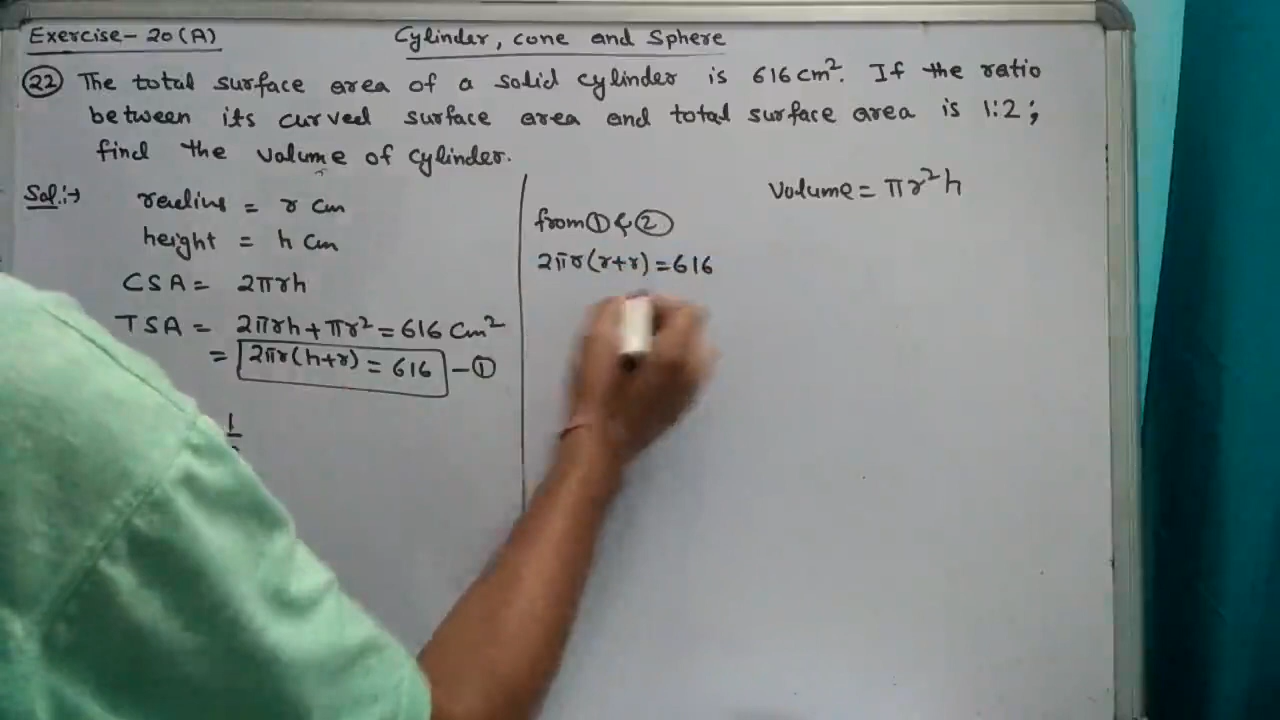 Exercise-20(A)
Cylinder, cone and Sphere
22 The total surface area of a solid cylinder is 616 cm². If the ratio
between its curved surface area and total surface area is 1:2;
find the volume of cylinder.
Sol:→
radius = r cm
height = h cm
CSA = 2πrh
TSA = 2πrh + πr² = 616 cm²
= 2πr(h+r) = 616 - ①
1
from ① & ②
2πr(r+r) = 616
Volume = πr²h